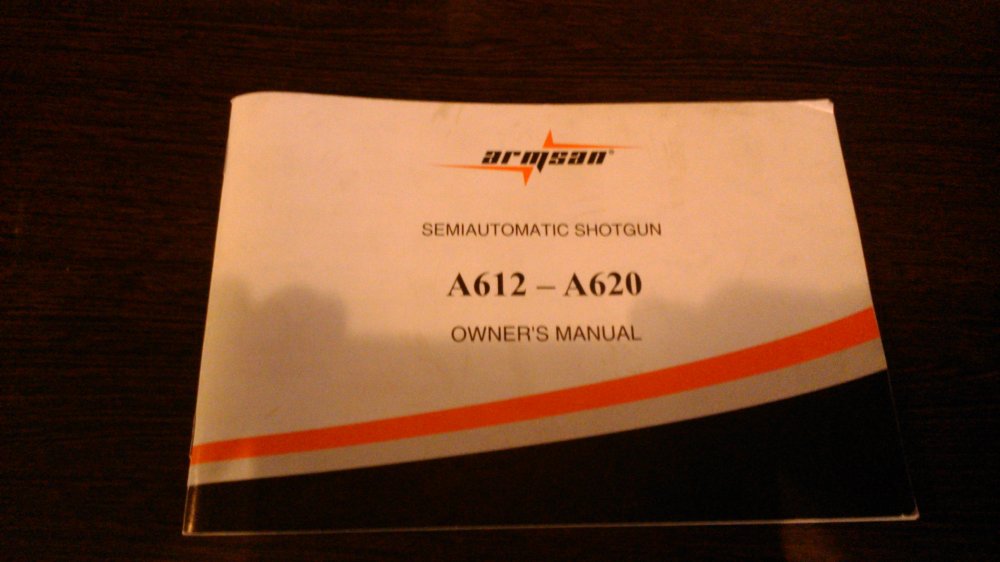 armsan®
SEMIAUTOMATIC SHOTGUN
A612 – A620
OWNER'S MANUAL